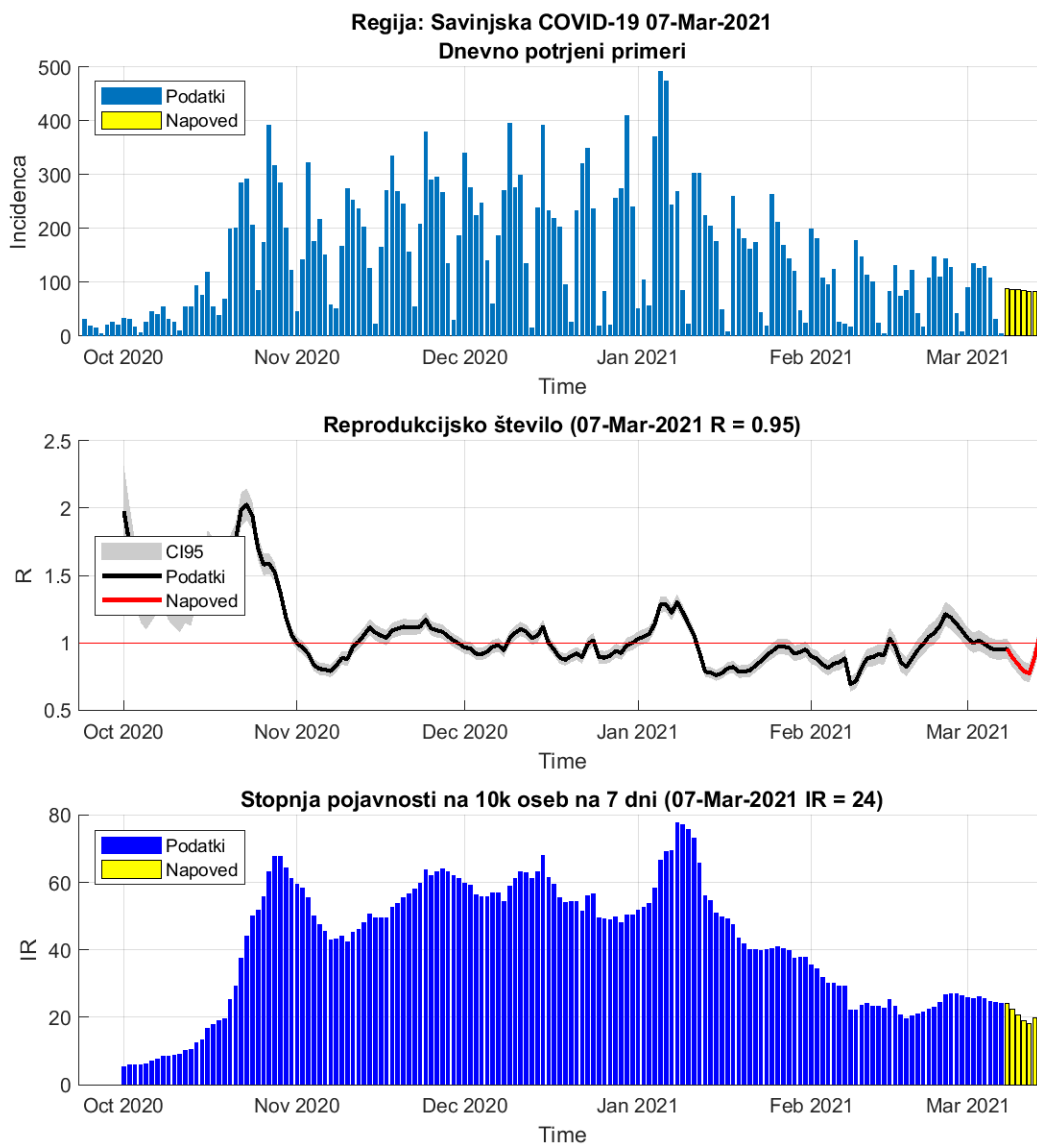 Regija: Savinjska COVID-19 07-Mar-2021
Dnevno potrjeni primeri
500
400
300
200
100
0
Incidenca
Podatki
Napoved
Oct 2020 Nov 2020 Dec 2020 Jan 2021 Feb 2021 Mar 2021
Time
Reprodukcijsko število (07-Mar-2021 R = 0.95)
2.5
2
1.5
1
0.5
R
CI95
Podatki
Napoved
Oct 2020 Nov 2020 Dec 2020 Jan 2021 Feb 2021 Mar 2021
Time
Stopnja pojavnosti na 10k oseb na 7 dni (07-Mar-2021 IR = 24)
80
60
40
20
0
IR
Podatki
Napoved
Oct 2020 Nov 2020 Dec 2020 Jan 2021 Feb 2021 Mar 2021
Time